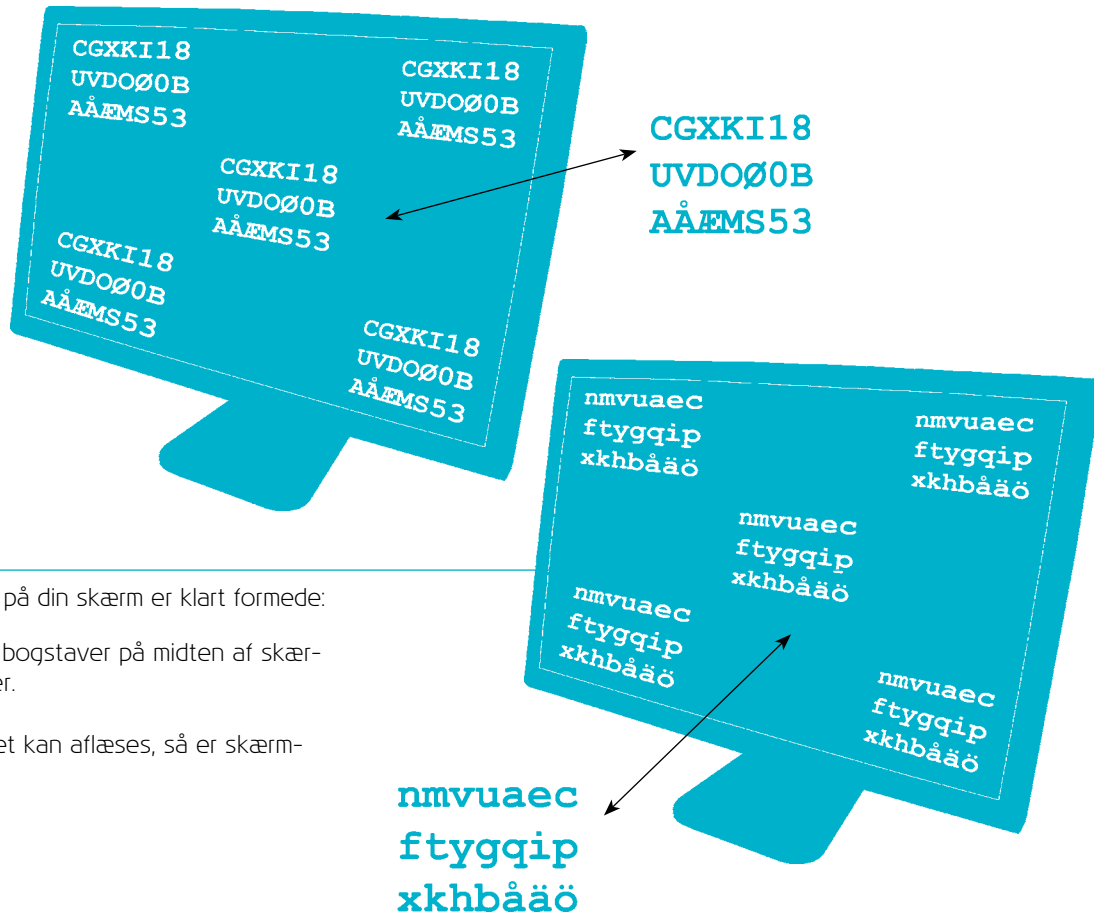 CGXKI18
UVDOØ0B
AÅÆMS53
CGXKI18
UVDOØ0B
AÅÆMS53
CGXKI18
UVDOØ0B
AÅÆMS53
CGXKI18
UVDOØ0B
AÅÆMS53
CGXKI18
UVDOØ0B
AÅÆMS53
CGXKI18
UVDOØ0B
AÅÆMS53
nmvuaec
ftygqip
xkhbåäö
nmvuaec
ftygqip
xkhbåäö
nmvuaec
ftygqip
xkhbåäö
nmvuaec
ftygqip
xkhbåäö
nmvuaec
ftygqip
xkhbåäö
på din skærm er klart formede:
bogstaver på midten af skær-
er.
et kan aflæses, så er skærm-
nmvuaec
ftygqip
xkhbåäö